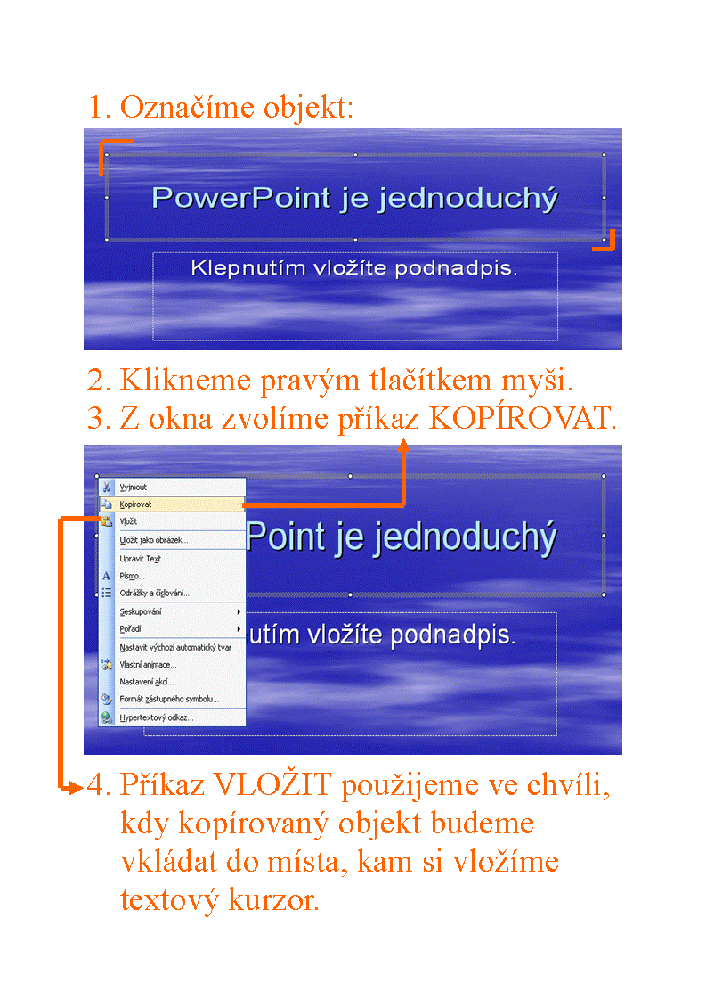 1. Označíme objekt:
PowerPoint je jednoduchý
Klepnutím vložíte podnadpis.
2. Klikneme pravým tlačítkem myši.
3. Z okna zvolíme příkaz KOPÍROVAT.
Vyjmout
Kopírovat
Vložit
Uložit jako obrázek...
Upravit Text
Písmo...
Odrážky a číslování...
Seskupování
Pořadí
Nastavit výchozí automatický tvar
Vlastní animace...
Nastavení akcí...
Formát zástupného symbolu...
Hypertextový odkaz...
Point je jednoduchý
utím vložíte podnadpis.
4. Příkaz VLOŽIT použijeme ve chvíli,
kdy kopírovaný objekt budeme
vkládat do místa, kam si vložíme
textový kurzor.